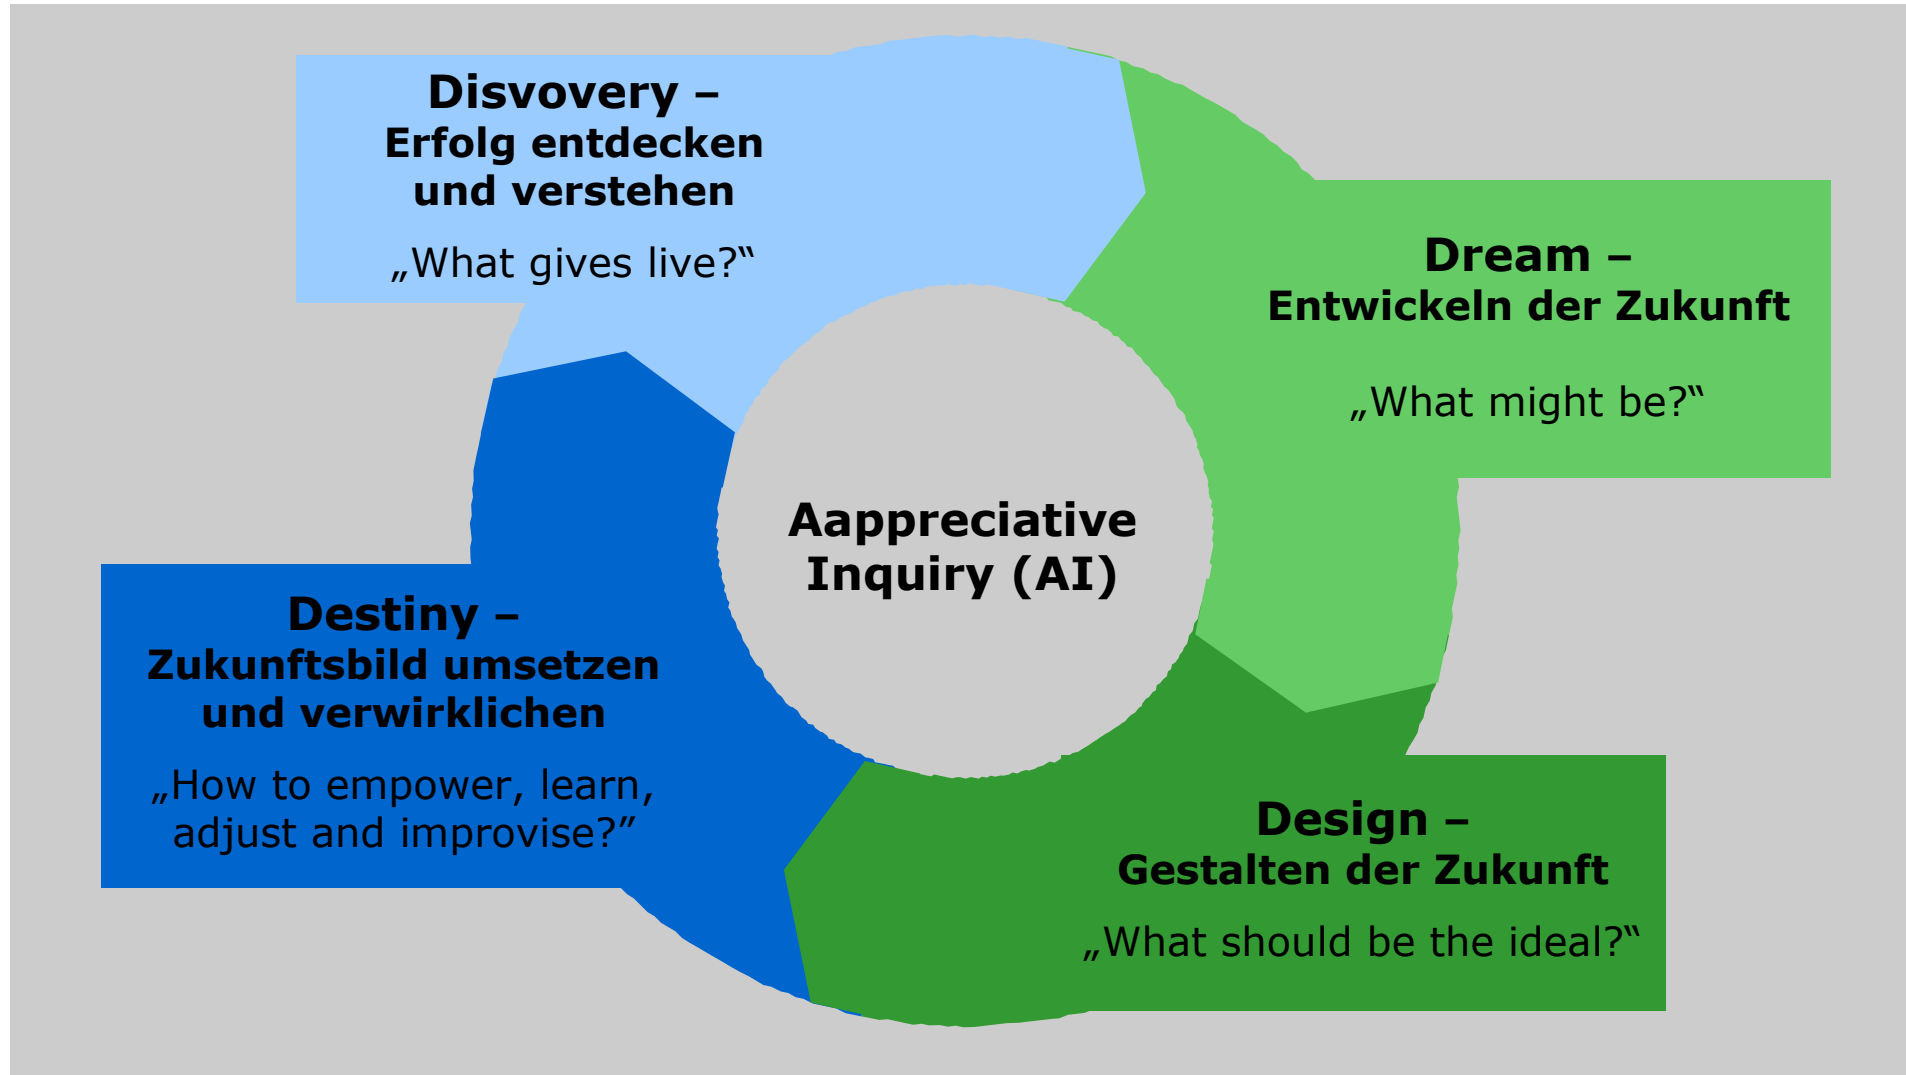 Disvovery –
Erfolg entdecken
und verstehen
„What gives live?“
Dream –
Entwickeln der Zukunft
„What might be?“
Aappreciative
Inquiry (AI)
Destiny –
Zukunftsbild umsetzen
und verwirklichen
„How to empower, learn,
adjust and improvise?”
Design –
Gestalten der Zukunft
„What should be the ideal?“